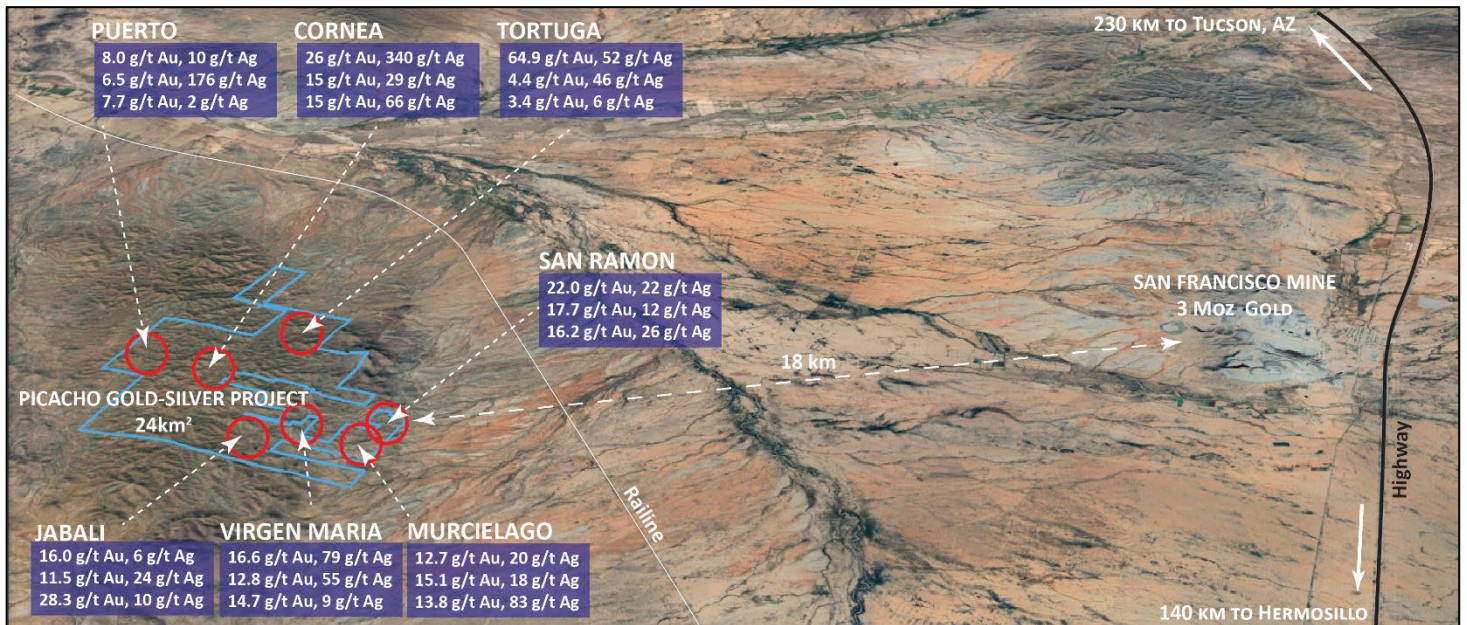 PUERTO
8.0 g/t Au, 10 g/t Ag
6.5 g/t Au, 176 g/t Ag
7.7 g/t Au, 2 g/t Ag
CORNEA
26 g/t Au, 340 g/t Ag
15 g/t Au, 29 g/t Ag
15 g/t Au, 66 g/t Ag
TORTUGA
64.9 g/t Au, 52 g/t Ag
4.4 g/t Au, 46 g/t Ag
3.4 g/t Au, 6 g/t Ag
230 KM TO TUCSON, AZ
SAN RAMON
22.0 g/t Au, 22 g/t Ag
17.7 g/t Au, 12 g/t Ag
16.2 g/t Au, 26 g/t Ag
SAN FRANCISCO MINE
3 MOZ GOLD
18 km
PICACHO GOLD-SILVER PROJECT
24km²
Railine
Highway
JABALI
16.0 g/t Au, 6 g/t Ag
11.5 g/t Au, 24 g/t Ag
28.3 g/t Au, 10 g/t Ag
VIRGEN MARIA
16.6 g/t Au, 79 g/t Ag
12.8 g/t Au, 55 g/t Ag
14.7 g/t Au, 9 g/t Ag
MURCIELAGO
12.7 g/t Au, 20 g/t Ag
15.1 g/t Au, 18 g/t Ag
13.8 g/t Au, 83 g/t Ag
140 KM TO HERMOSILLO